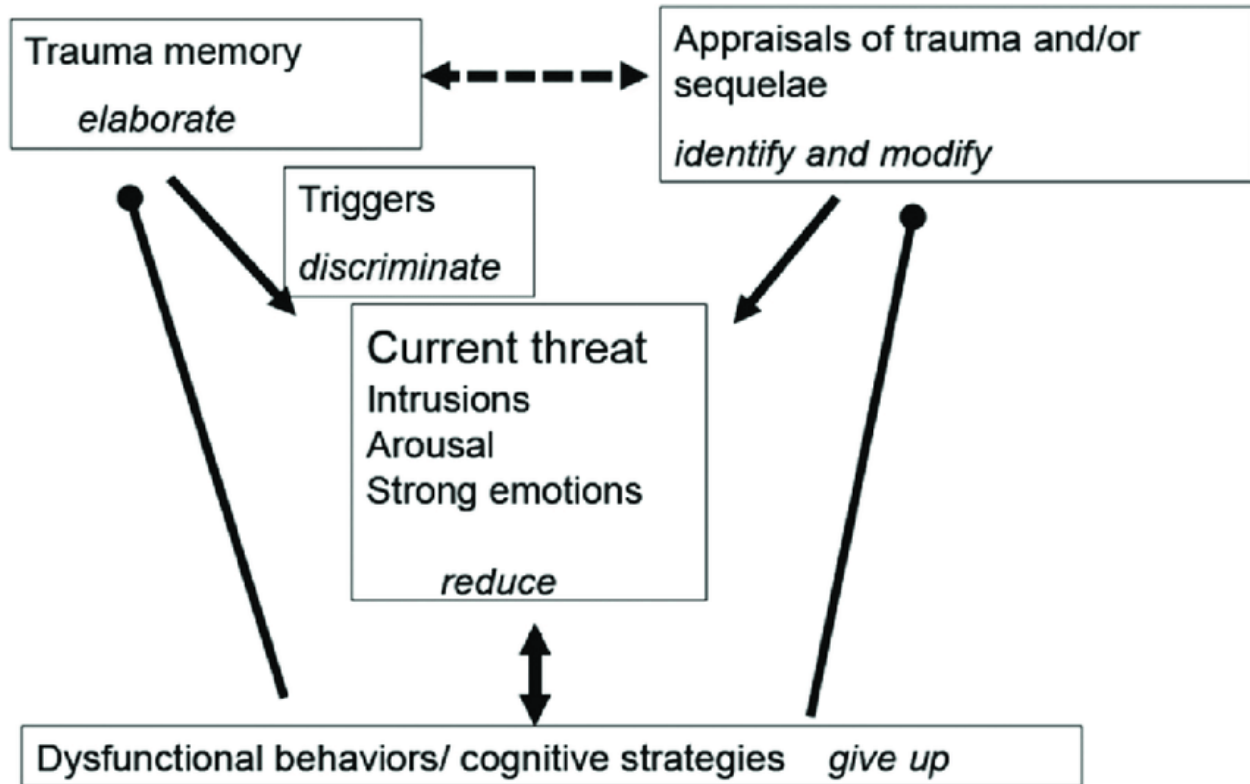 Trauma memory
elaborate
Appraisals of trauma and/or
sequelae
identify and modify
Triggers
discriminate
Current threat
Intrusions
Arousal
Strong emotions
reduce
Dysfunctional behaviors/ cognitive strategies give up